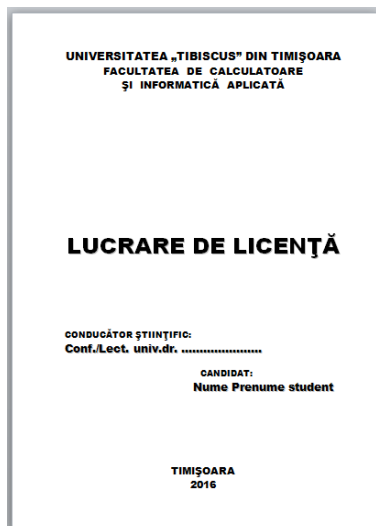 UNIVERSITATEA „TIBISCUS” DIN TIMIŞOARA
FACULTATEA DE CALCULATOARE
ŞI INFORMATICĂ APLICATĂ
LUCRARE DE LICENŢĂ
CONDUCĂTOR ŞTIINŢIFIC:
Conf./Lect. univ.dr. ......................
CANDIDAT:
Nume Prenume student
TIMIŞOARA
2016